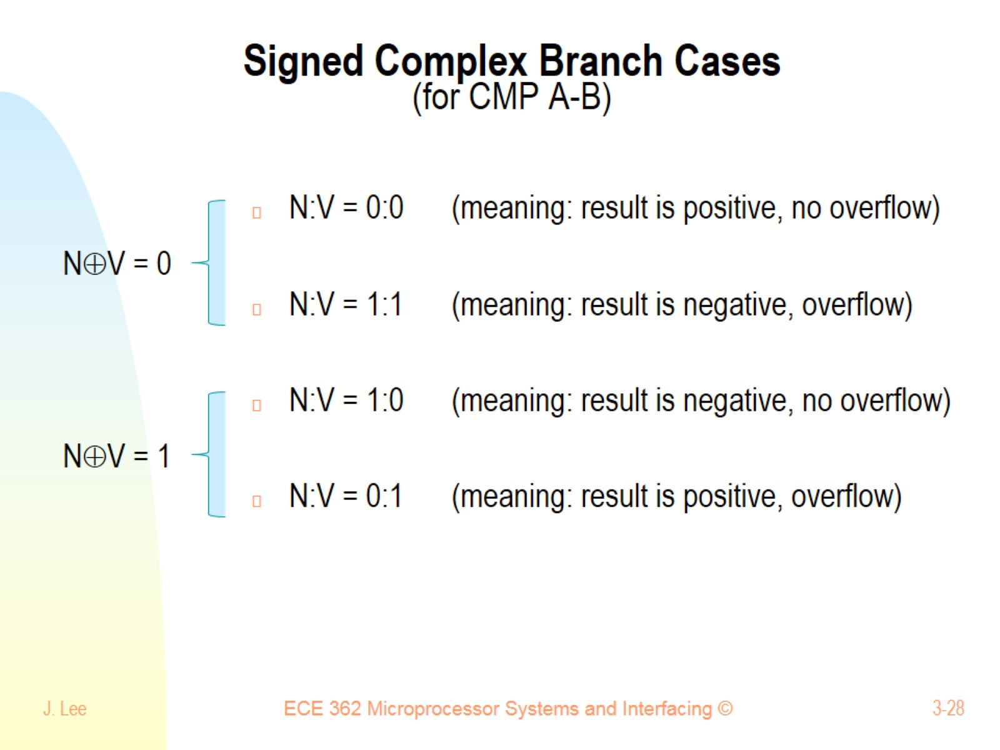 Signed Complex Branch Cases
(for CMP A-B)
N:V = 0:0 (meaning: result is positive, no overflow)
N⊕V = 0
N:V = 1:1 (meaning: result is negative, overflow)
N:V = 1:0 (meaning: result is negative, no overflow)
N⊕V = 1
N:V = 0:1 (meaning: result is positive, overflow)
J. Lee ECE 362 Microprocessor Systems and Interfacing © 3-28